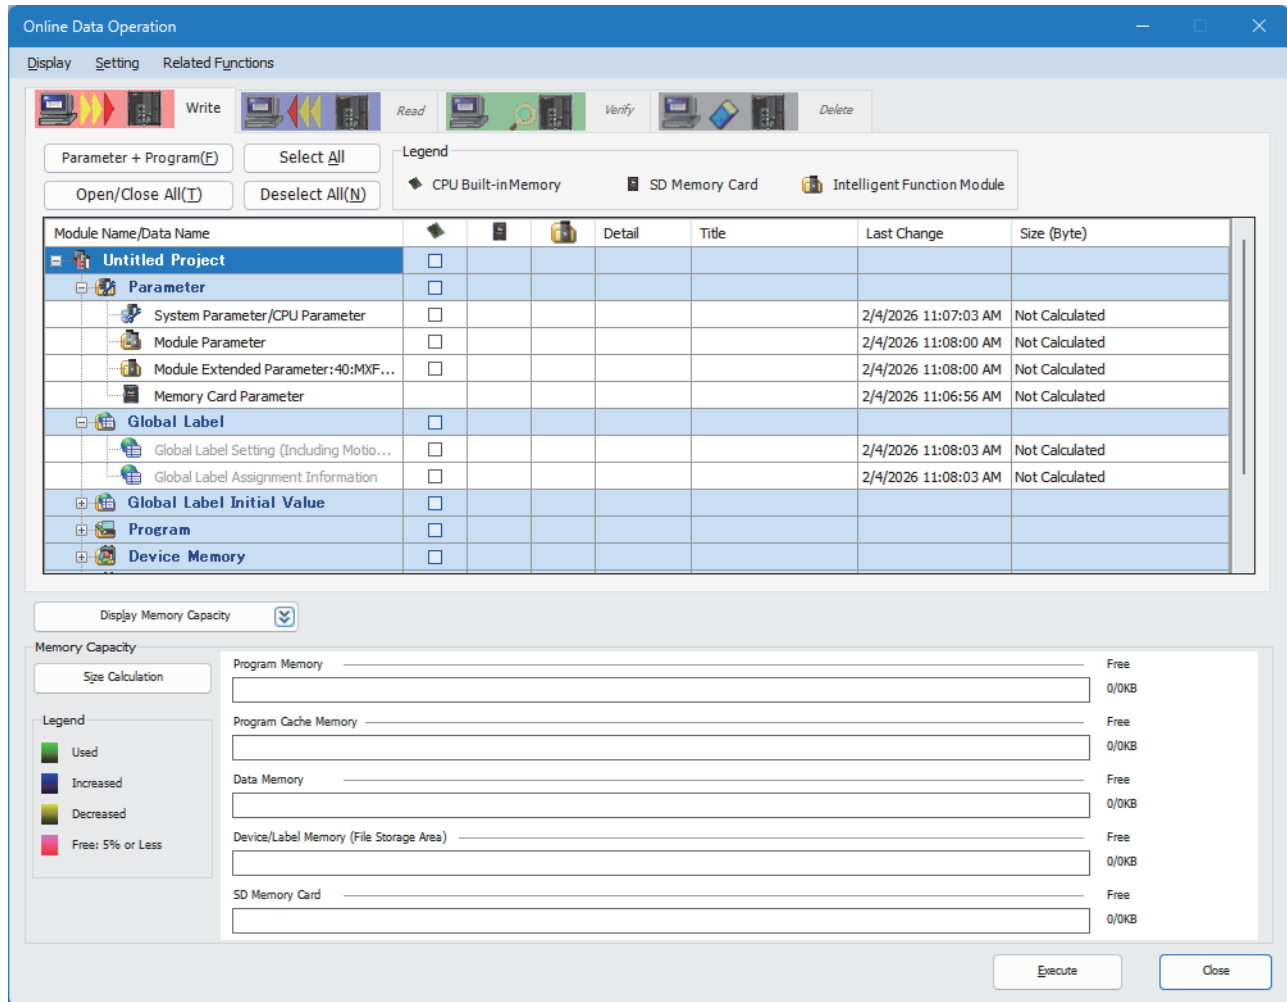 Online Data Operation
Display Setting Related Functions
Write Read Verify Delete
Parameter + Program(F) Select All Legend
CPU Built-in Memory SD Memory Card Intelligent Function Module
Open/Close All(T) Deselect All(N)
Module Name/Data Name Detail Title Last Change Size (Byte)
Untitled Project
Parameter
System Parameter/CPU Parameter 2/4/2026 11:07:03 AM Not Calculated
Module Parameter 2/4/2026 11:08:00 AM Not Calculated
Module Extended Parameter:40:MXF... 2/4/2026 11:08:00 AM Not Calculated
Memory Card Parameter 2/4/2026 11:06:56 AM Not Calculated
Global Label
Global Label Setting (Including Motio... 2/4/2026 11:08:03 AM Not Calculated
Global Label Assignment Information 2/4/2026 11:08:03 AM Not Calculated
Global Label Initial Value
Program
Device Memory
Display Memory Capacity
Memory Capacity
Size Calculation
Legend
Used
Increased
Decreased
Free: 5% or Less
Program Memory Free
0/0KB
Program Cache Memory Free
0/0KB
Data Memory Free
0/0KB
Device/Label Memory (File Storage Area) Free
0/0KB
SD Memory Card Free
0/0KB
Execute Close